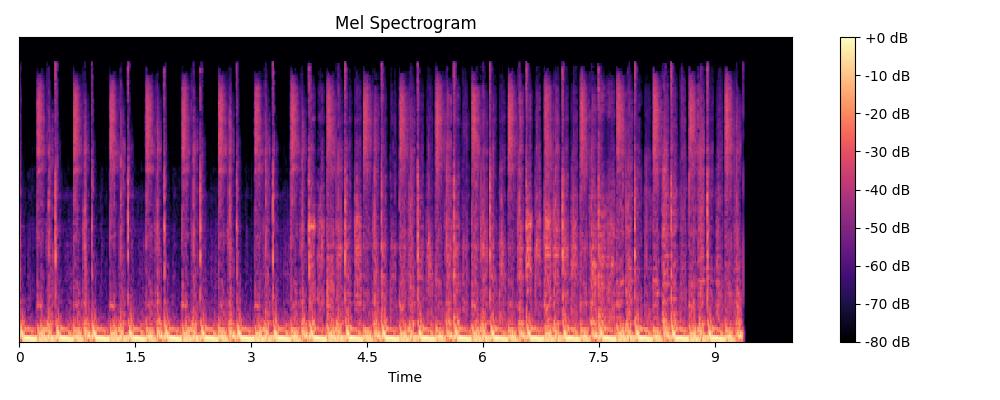 Mel Spectrogram
+0 dB
-10 dB
-20 dB
-30 dB
-40 dB
-50 dB
-60 dB
-70 dB
-80 dB
0
1.5
3
4.5
6
7.5
9
Time